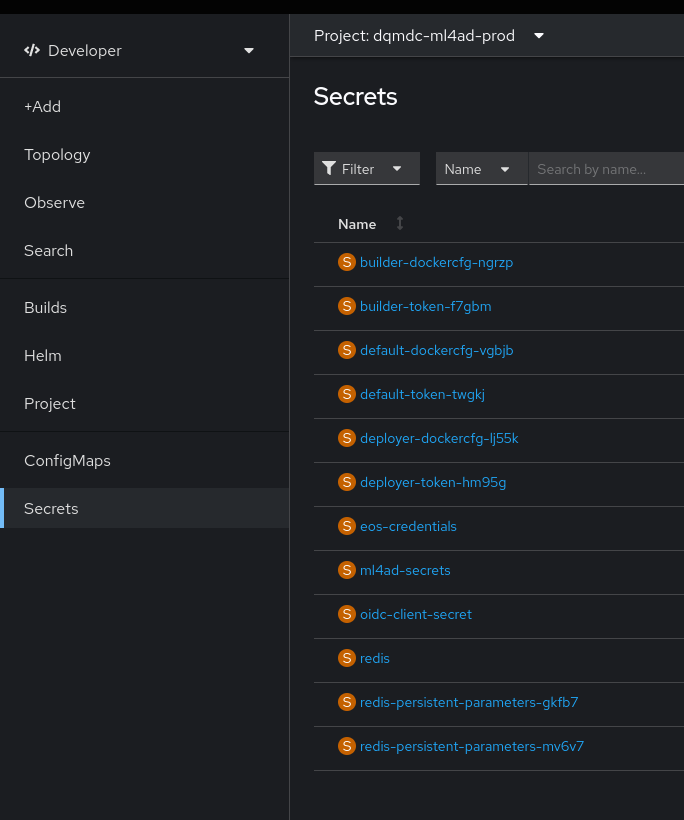 Developer
+Add
Topology
Observe
Search
Builds
Helm
Project
ConfigMaps
Secrets
Project: dqmdc-ml4ad-prod
Secrets
Filter Name Search by name...
Name
S builder-dockercfg-ngrzp
S builder-token-f7gbm
S default-dockercfg-vgbjb
S default-token-twgkj
S deployer-dockercfg-lj55k
S deployer-token-hm95g
S eos-credentials
S ml4ad-secrets
S oidc-client-secret
S redis
S redis-persistent-parameters-gkfb7
S redis-persistent-parameters-mv6v7